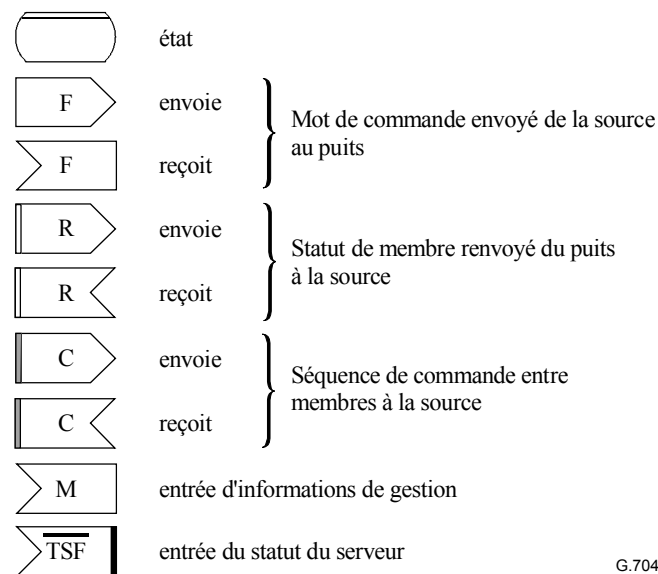 état
F envoie
Mot de commande envoyé de la source
au puits
F reçoit
R envoie
Statut de membre renvoyé du puits
à la source
R reçoit
C envoie
Séquence de commande entre
membres à la source
C reçoit
M entrée d'informations de gestion
TSF entrée du statut du serveur
G.704